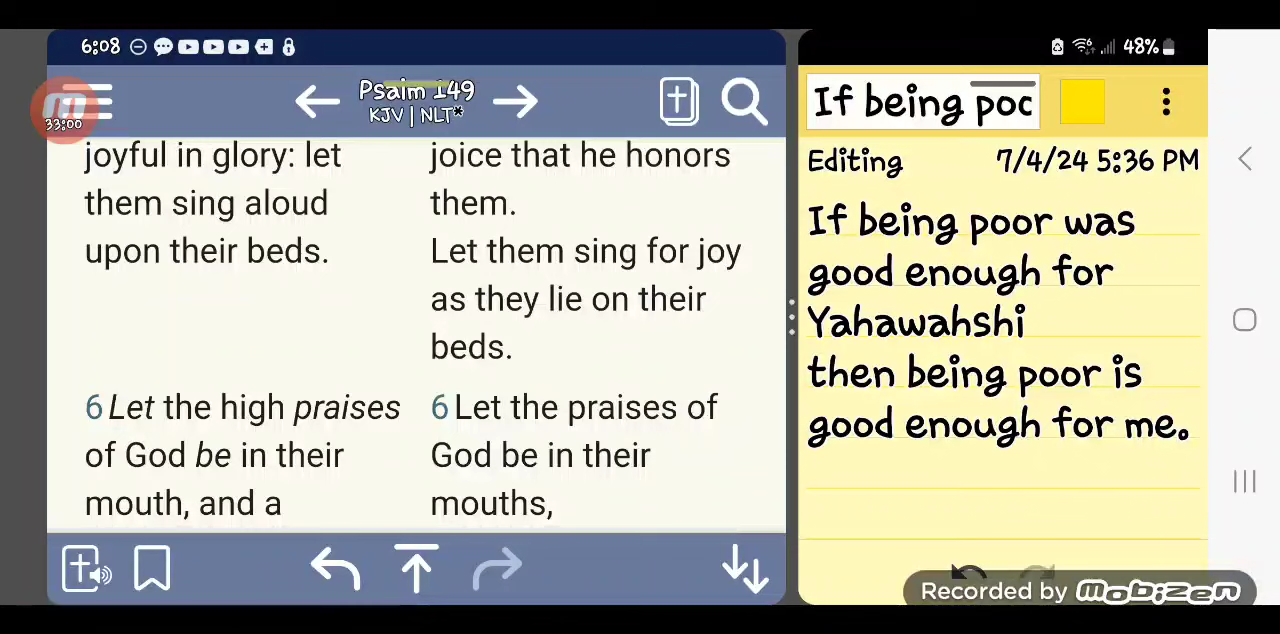 6:08
48%
33:00
Psalm 149
KJV | NLT*
joyful in glory: let
them sing aloud
upon their beds.
6 Let the high praises
of God be in their
mouth, and a
joice that he honors
them.
Let them sing for joy
as they lie on their
beds.
6 Let the praises of
God be in their
mouths,
If being poo
Editing 7/4/24 5:36 PM
If being poor was
good enough for
Yahawahshi
then being poor is
good enough for me.
Recorded by Mobizen